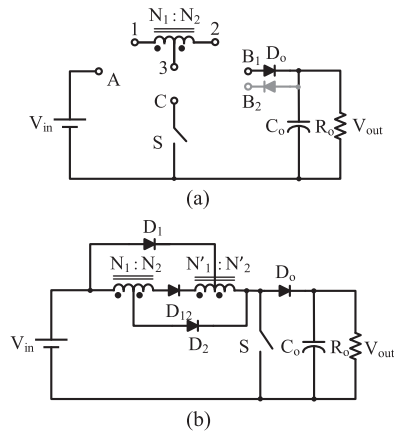 N₁ : N₂
1 2
3
A
B₁ Dₒ
B₂
C
Vᵢₙ
S
Cₒ Rₒ Vₒᵤₜ
(a)
D₁
N₁ : N₂ N'₁ : N'₂
D₁₂
Dₒ
D₂
Vᵢₙ
S
Cₒ Rₒ Vₒᵤₜ
(b)